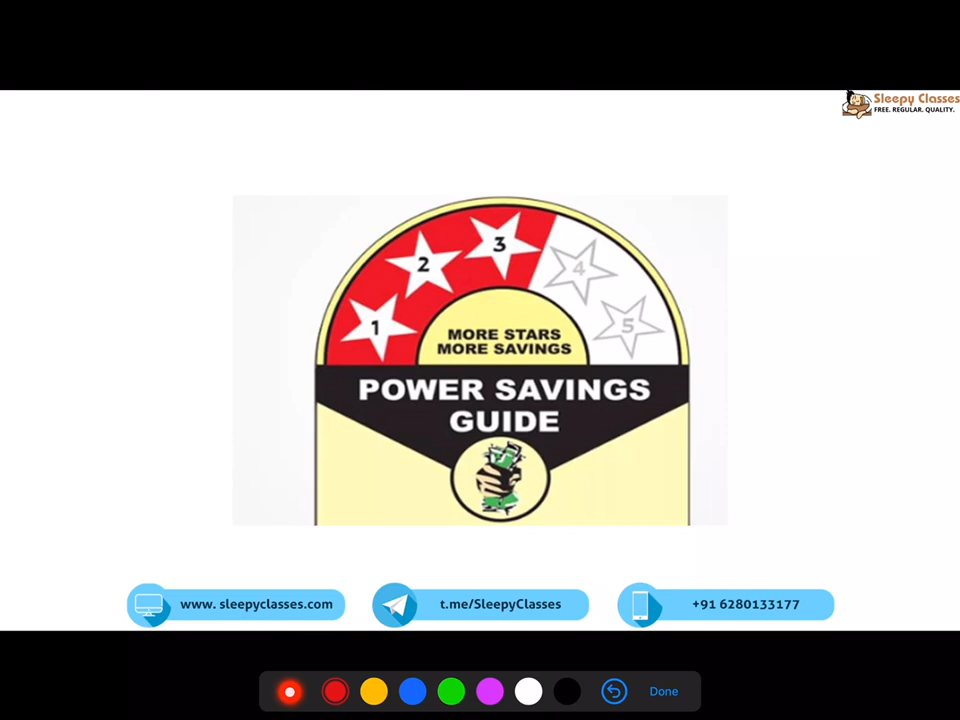 Sleepy Classes
FREE. REGULAR. QUALITY.
1
2
3
4
5
MORE STARS
MORE SAVINGS
POWER SAVINGS
GUIDE
www. sleepyclasses.com
t.me/SleepyClasses
+91 6280133177
Done